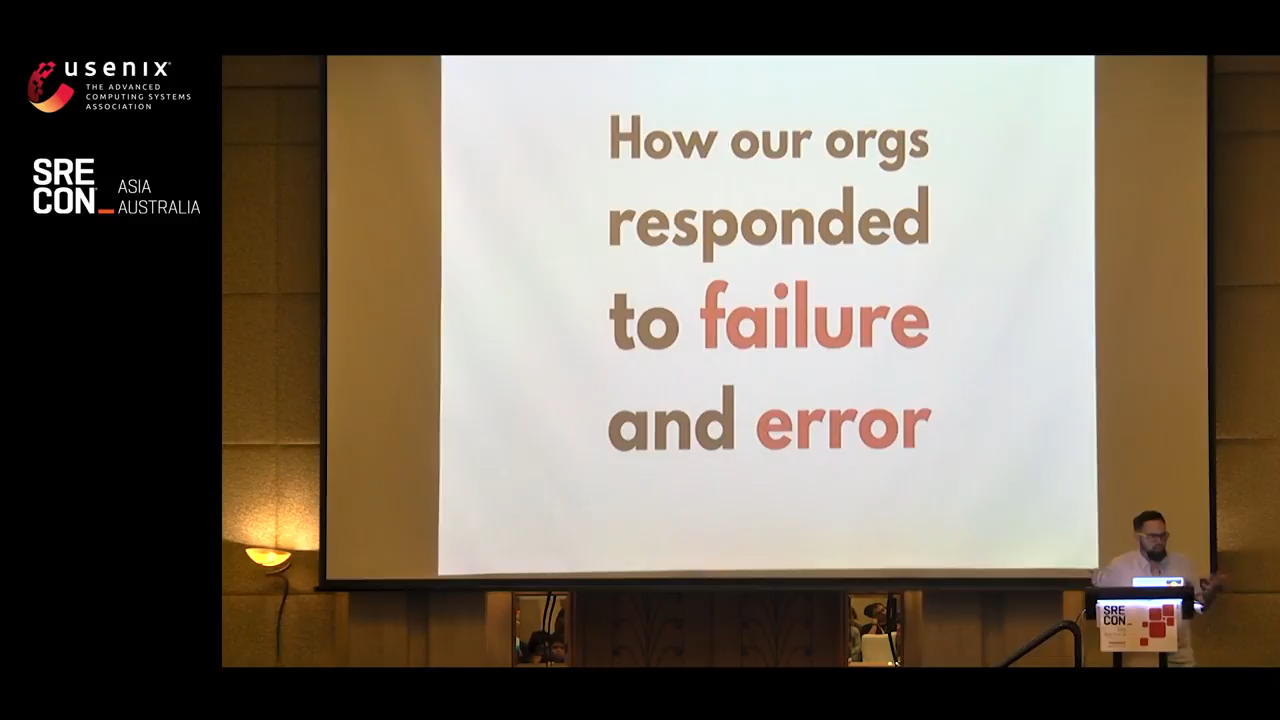 usenix
THE ADVANCED
COMPUTING SYSTEMS
ASSOCIATION
SRE
CON
ASIA
AUSTRALIA
How our orgs
responded
to failure
and error
SRE
CON